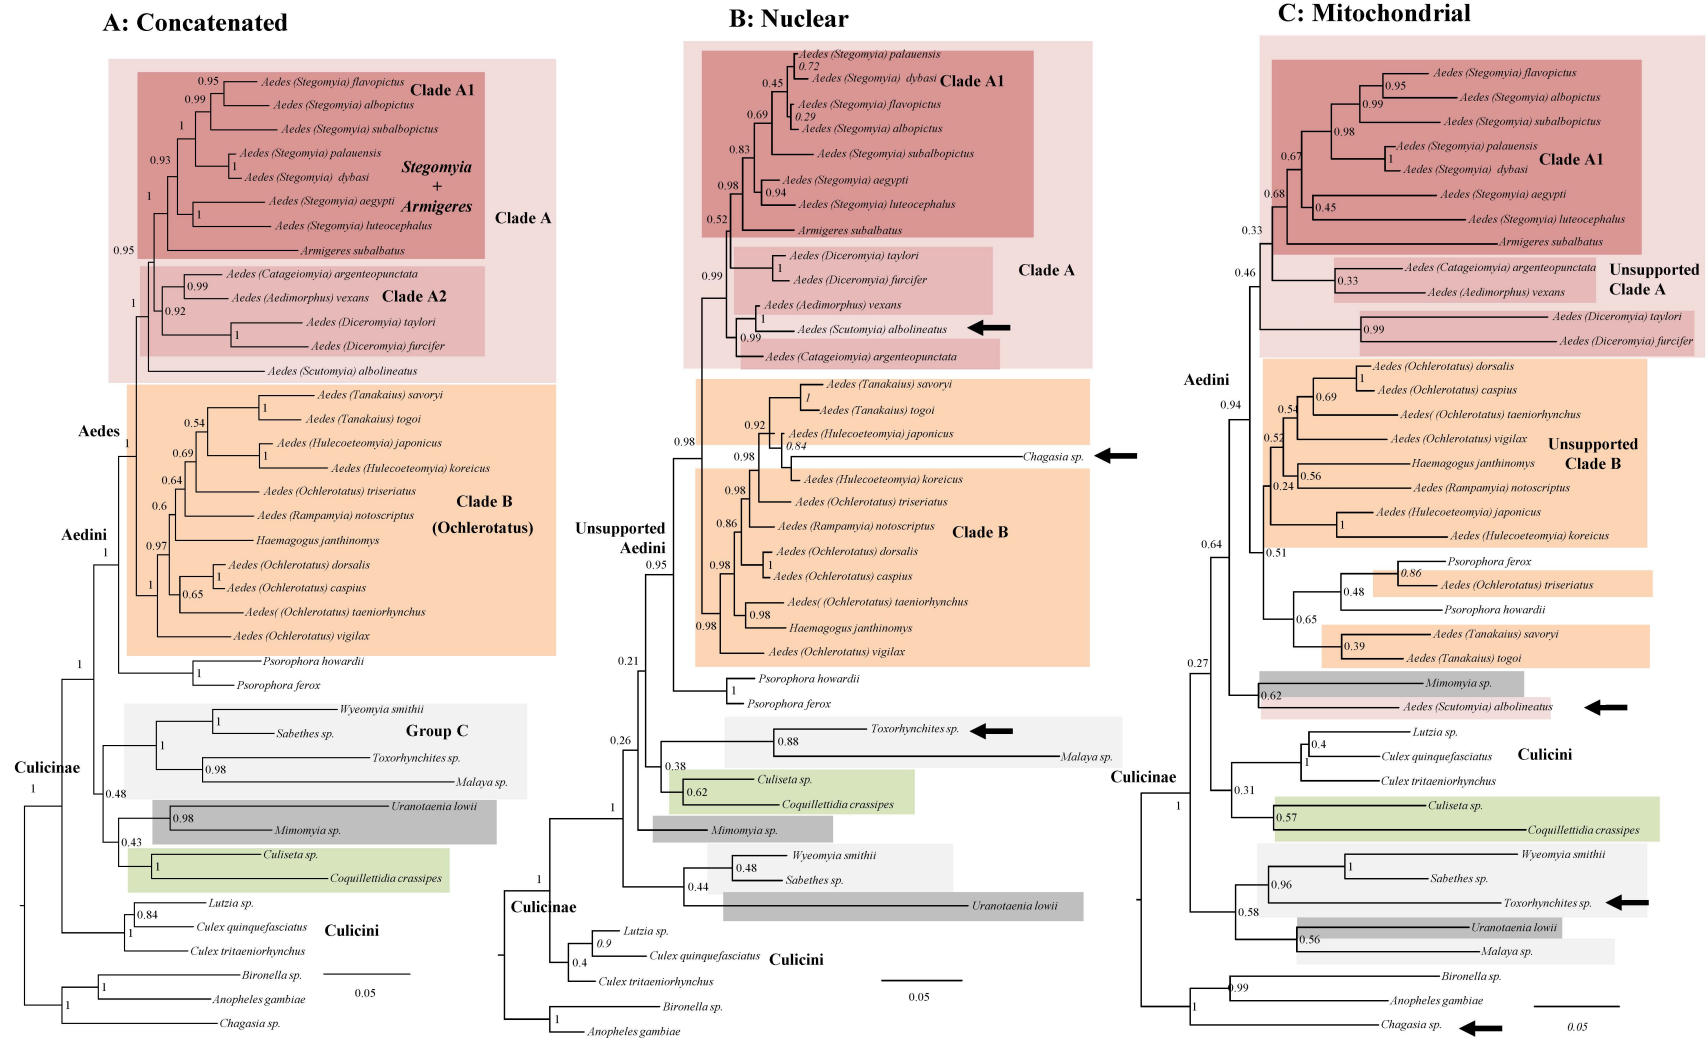 A: Concatenated
0.95
Aedes (Stegomyia) flavopictus
Clade A1
0.99
Aedes (Stegomyia) albopictus
1
Aedes (Stegomyia) subalbopictus
0.93
Aedes (Stegomyia) palauensis
1
Stegomyia
Aedes (Stegomyia) dybasi
+
1
Aedes (Stegomyia) aegypti
Armigeres
1
Clade A
Aedes (Stegomyia) luteocephalus
0.95
Armigeres subalbatus
Aedes (Catageiomyia) argenteopunctata
0.99
Aedes (Aedimorphus) vexans
Clade A2
1
0.92
Aedes (Diceromyia) taylori
1
Aedes (Diceromyia) furcifer
Aedes (Scutomyia) albolineatus
Aedes (Tanakaius) savoryi
1
0.54
Aedes (Tanakaius) togoi
Aedes
1
Aedes (Hulecoeteomyia) japonicus
0.69
1
Aedes (Hulecoeteomyia) koreicus
0.64
Aedes (Ochlerotatus) triseriatus
0.6
Clade B
(Ochlerotatus)
Aedes (Rampamyia) notoscriptus
Aedini
Haemagogus janthinomys
1
0.97
Aedes (Ochlerotatus) dorsalis
1
1
Aedes (Ochlerotatus) caspius
0.65
Aedes( (Ochlerotatus) taeniorhynchus
Aedes (Ochlerotatus) vigilax
1
Psorophora howardii
1
Psorophora ferox
Wyeomyia smithii
1
Sabethes sp.
Group C
1
Toxorhynchites sp.
0.98
Culicinae
Malaya sp.
1
0.48
Uranotaenia lowii
0.98
Mimomyia sp.
0.43
Culiseta sp.
1
Coquillettidia crassipes
Lutzia sp.
0.84
Culex quinquefasciatus
1
Culicini
Culex tritaeniorhynchus
Bironella sp.
1
Anopheles gambiae
1
Chagasia sp.
0.05
B: Nuclear
Aedes (Stegomyia) palauensis
0.72
Aedes (Stegomyia) dybasi
Clade A1
0.45
Aedes (Stegomyia) flavopictus
0.29
0.69
Aedes (Stegomyia) albopictus
0.83
Aedes (Stegomyia) subalbopictus
0.98
Aedes (Stegomyia) aegypti
0.94
Aedes (Stegomyia) luteocephalus
0.52
Armigeres subalbatus
Aedes (Diceromyia) taylori
1
0.99
Clade A
Aedes (Diceromyia) furcifer
Aedes (Aedimorphus) vexans
1
Aedes (Scutomyia) albolineatus
0.99
Aedes (Catageiomyia) argenteopunctata
Aedes (Tanakaius) savoryi
1
Aedes (Tanakaius) togoi
0.92
Aedes (Hulecoeteomyia) japonicus
0.98
0.84
0.98
Chagasia sp.
Aedes (Hulecoeteomyia) koreicus
0.98
Aedes (Ochlerotatus) triseriatus
0.86
Aedes (Rampamyia) notoscriptus
Clade B
Unsupported
Aedini
Aedes (Ochlerotatus) dorsalis
0.98
1
0.95
Aedes (Ochlerotatus) caspius
Aedes( (Ochlerotatus) taeniorhynchus
0.98
0.98
Haemagogus janthinomys
Aedes (Ochlerotatus) vigilax
0.21
Psorophora howardii
1
Psorophora ferox
Toxorhynchites sp.
0.26
0.88
Malaya sp.
0.38
Culiseta sp.
0.62
1
Coquillettidia crassipes
Mimomyia sp.
Wyeomyia smithii
0.48
1
Sabethes sp.
0.44
Culicinae
Uranotaenia lowii
Lutzia sp.
0.9
Culex quinquefasciatus
0.4
Culicini
Culex tritaeniorhynchus
0.05
Bironella sp.
1
Anopheles gambiae
C: Mitochondrial
Aedes (Stegomyia) flavopictus
0.95
Aedes (Stegomyia) albopictus
0.99
Aedes (Stegomyia) subalbopictus
0.98
Aedes (Stegomyia) palauensis
0.67
1
Clade A1
Aedes (Stegomyia) dybasi
0.68
Aedes (Stegomyia) aegypti
0.45
Aedes (Stegomyia) luteocephalus
0.33
Armigeres subalbatus
Aedes (Catageiomyia) argenteopunctata
Unsupported
Clade A
0.46
0.33
Aedes (Aedimorphus) vexans
Aedes (Diceromyia) taylori
0.99
Aedes (Diceromyia) furcifer
Aedes (Ochlerotatus) dorsalis
1
Aedini
Aedes (Ochlerotatus) caspius
0.69
0.54
Aedes( (Ochlerotatus) taeniorhynchus
0.94
0.52
Aedes (Ochlerotatus) vigilax
Unsupported
Clade B
Haemagogus janthinomys
0.56
0.24
Aedes (Rampamyia) notoscriptus
Aedes (Hulecoeteomyia) japonicus
1
Aedes (Hulecoeteomyia) koreicus
0.64
0.51
Psorophora ferox
0.86
Aedes (Ochlerotatus) triseriatus
0.48
Psorophora howardii
0.65
Aedes (Tanakaius) savoryi
0.39
Aedes (Tanakaius) togoi
0.27
Mimomyia sp.
0.62
Aedes (Scutomyia) albolineatus
Lutzia sp.
0.4
Culex quinquefasciatus
Culicini
1
Culicinae
Culex tritaeniorhynchus
0.31
1
Culiseta sp.
0.57
Coquillettidia crassipes
Wyeomyia smithii
1
Sabethes sp.
0.96
Toxorhynchites sp.
0.58
Uranotaenia lowii
0.56
Malaya sp.
Bironella sp.
0.99
Anopheles gambiae
1
Chagasia sp.
0.05